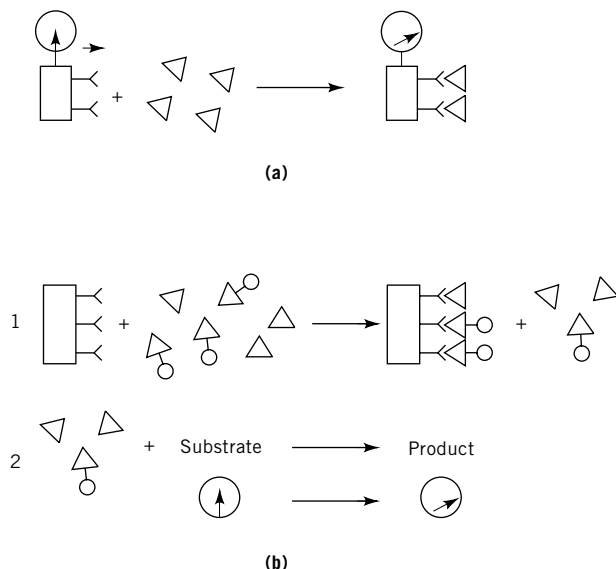 +
(a)
1 + +
2 + Substrate Product
(b)